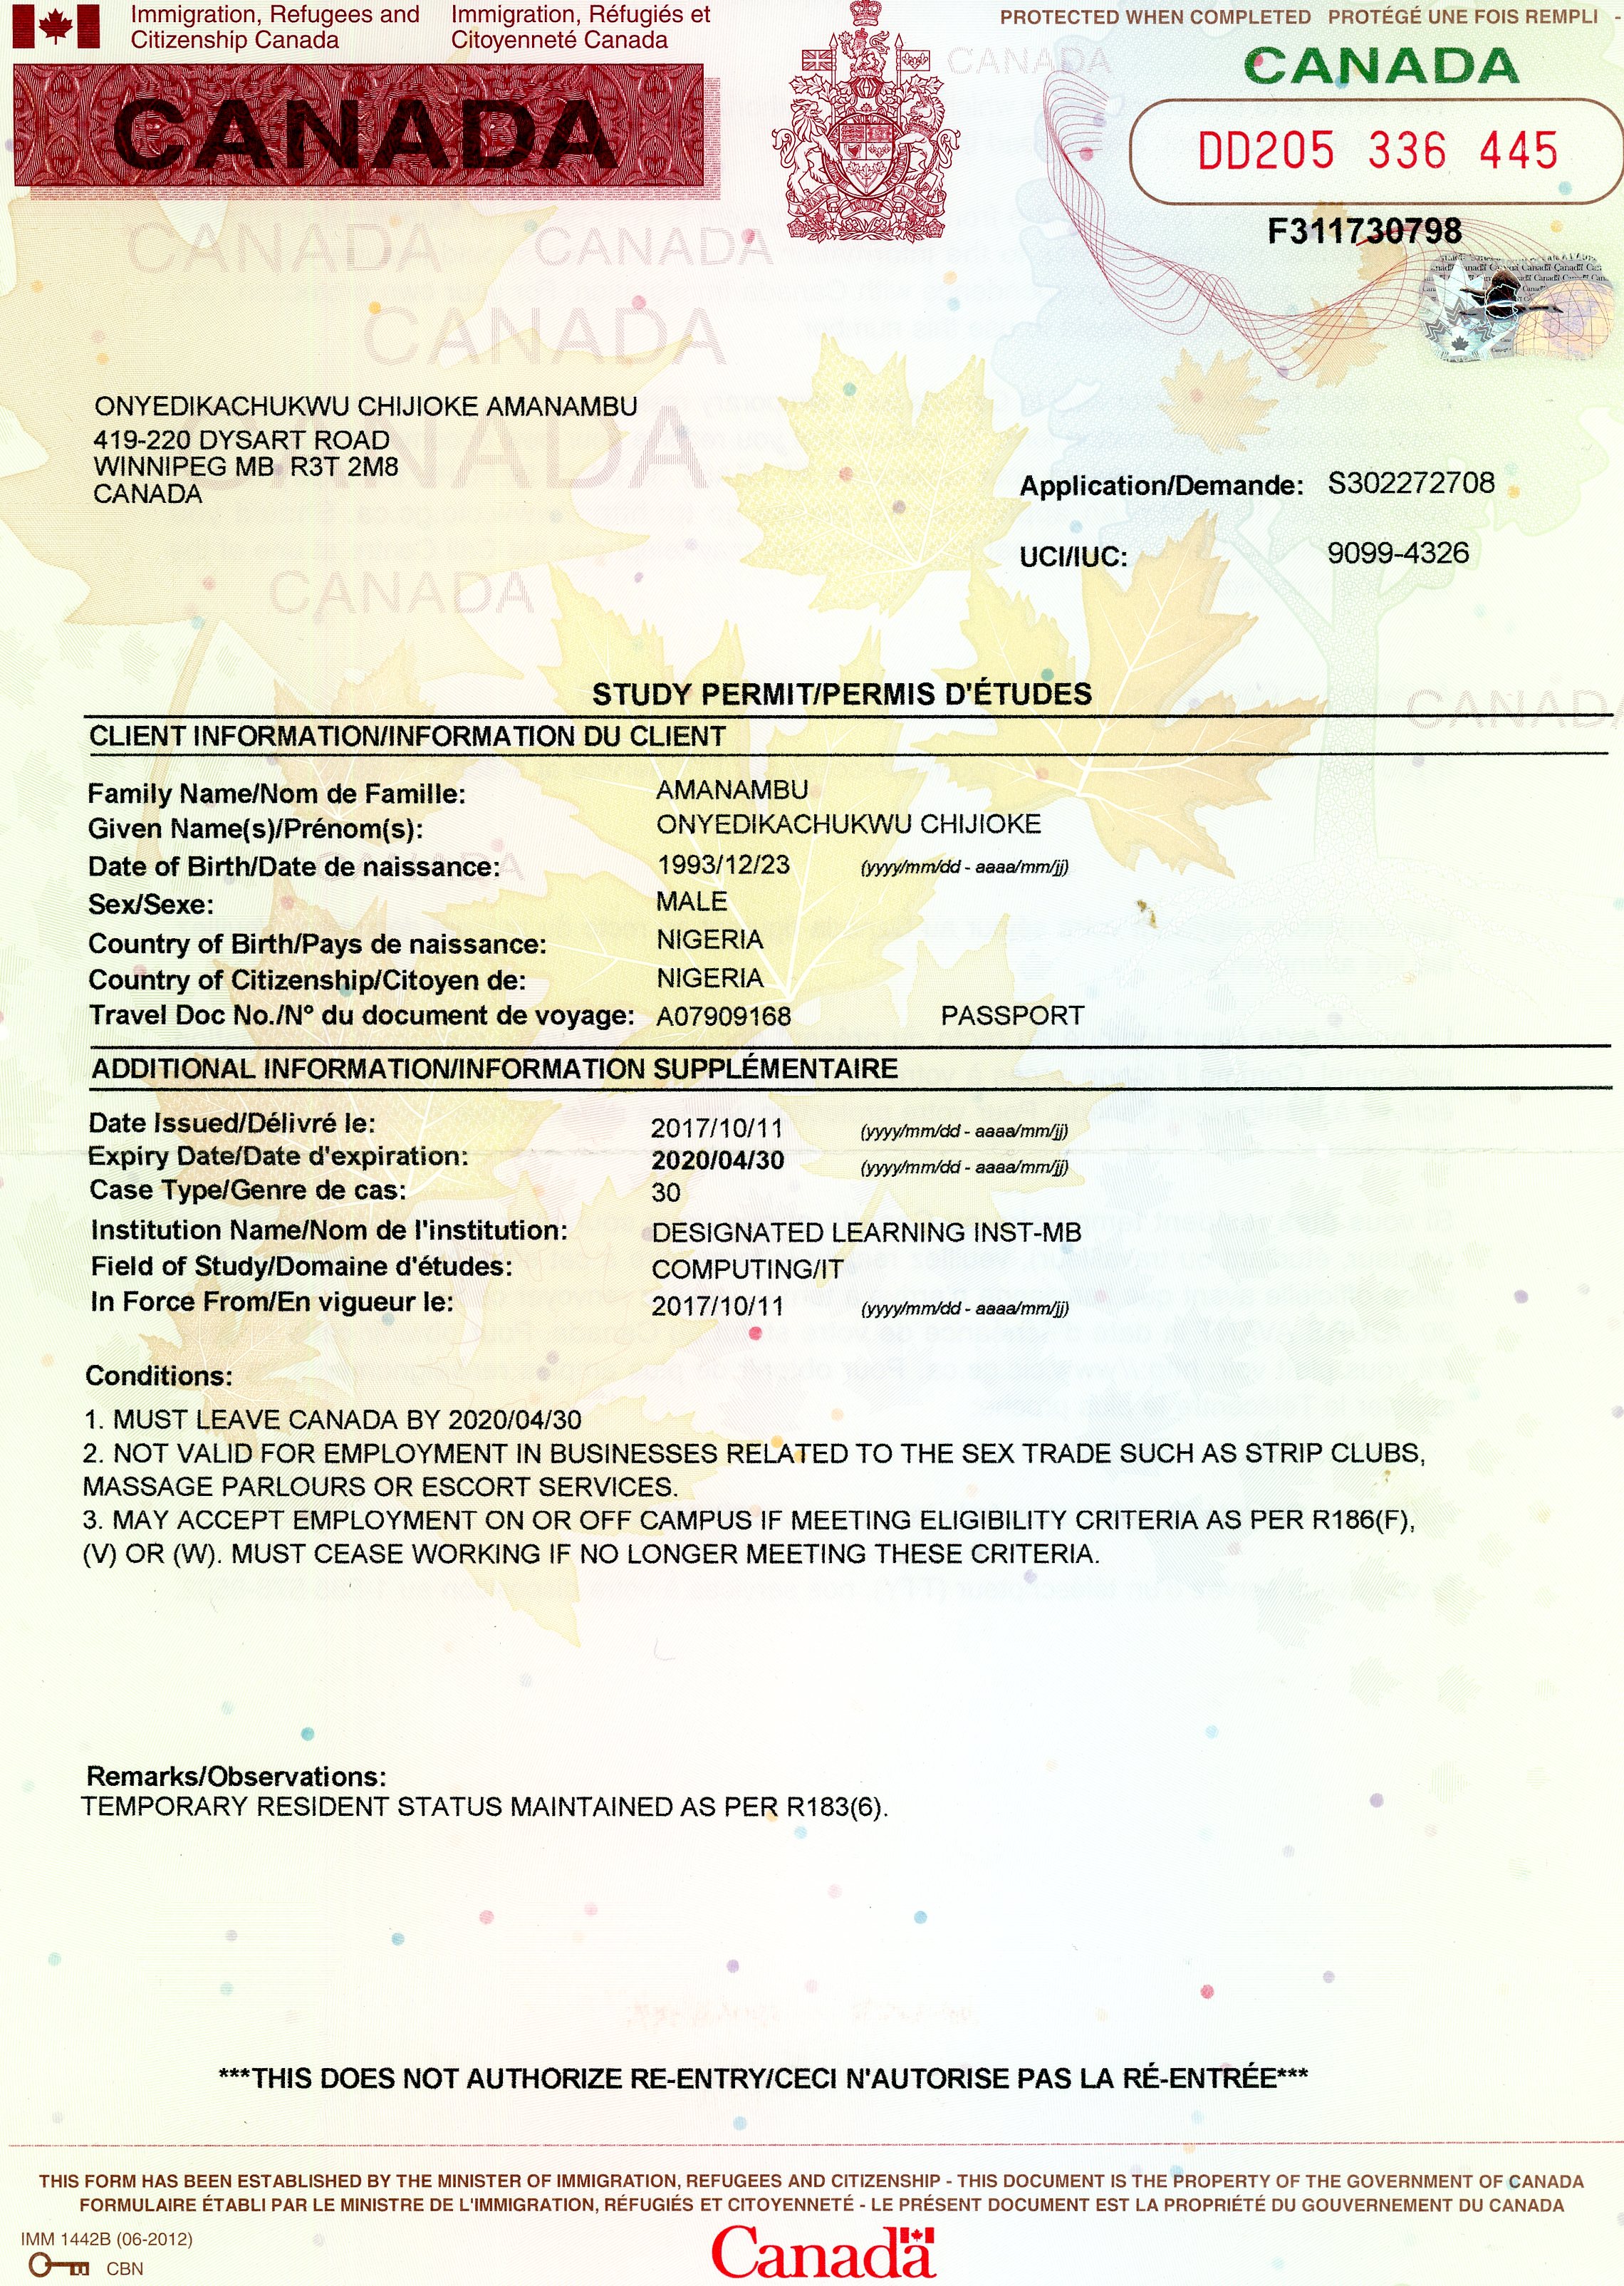 Immigration, Refugees and Citizenship Canada
Immigration, Réfugiés et Citoyenneté Canada
PROTECTED WHEN COMPLETED PROTÉGÉ UNE FOIS REMPLI -
CANADA
CANADA
DD205 336 445
F311730798
ONYEDIKACHUKWU CHIJIOKE AMANAMBU
419-220 DYSART ROAD
WINNIPEG MB R3T 2M8
CANADA
Application/Demande: S302272708
UCI/IUC: 9099-4326
STUDY PERMIT/PERMIS D'ÉTUDES
CLIENT INFORMATION/INFORMATION DU CLIENT
Family Name/Nom de Famille: AMANAMBU
Given Name(s)/Prénom(s): ONYEDIKACHUKWU CHIJIOKE
Date of Birth/Date de naissance: 1993/12/23 (yyyy/mm/dd - aaaa/mm/jj)
Sex/Sexe: MALE
Country of Birth/Pays de naissance: NIGERIA
Country of Citizenship/Citoyen de: NIGERIA
Travel Doc No./N° du document de voyage: A07909168 PASSPORT
ADDITIONAL INFORMATION/INFORMATION SUPPLÉMENTAIRE
Date Issued/Délivré le: 2017/10/11 (yyyy/mm/dd - aaaa/mm/jj)
Expiry Date/Date d'expiration: 2020/04/30 (yyyy/mm/dd - aaaa/mm/jj)
Case Type/Genre de cas: 30
Institution Name/Nom de l'institution: DESIGNATED LEARNING INST-MB
Field of Study/Domaine d'études: COMPUTING/IT
In Force From/En vigueur le: 2017/10/11 (yyyy/mm/dd - aaaa/mm/jj)
Conditions:
1. MUST LEAVE CANADA BY 2020/04/30
2. NOT VALID FOR EMPLOYMENT IN BUSINESSES RELATED TO THE SEX TRADE SUCH AS STRIP CLUBS,
MASSAGE PARLOURS OR ESCORT SERVICES.
3. MAY ACCEPT EMPLOYMENT ON OR OFF CAMPUS IF MEETING ELIGIBILITY CRITERIA AS PER R186(F),
(V) OR (W). MUST CEASE WORKING IF NO LONGER MEETING THESE CRITERIA.
Remarks/Observations:
TEMPORARY RESIDENT STATUS MAINTAINED AS PER R183(6).
***THIS DOES NOT AUTHORIZE RE-ENTRY/CECI N'AUTORISE PAS LA RÉ-ENTRÉE***
THIS FORM HAS BEEN ESTABLISHED BY THE MINISTER OF IMMIGRATION, REFUGEES AND CITIZENSHIP - THIS DOCUMENT IS THE PROPERTY OF THE GOVERNMENT OF CANADA
FORMULAIRE ÉTABLI PAR LE MINISTRE DE L'IMMIGRATION, RÉFUGIÉS ET CITOYENNETÉ - LE PRÉSENT DOCUMENT EST LA PROPRIÉTÉ DU GOUVERNEMENT DU CANADA
IMM 1442B (06-2012)
CBN
Canada